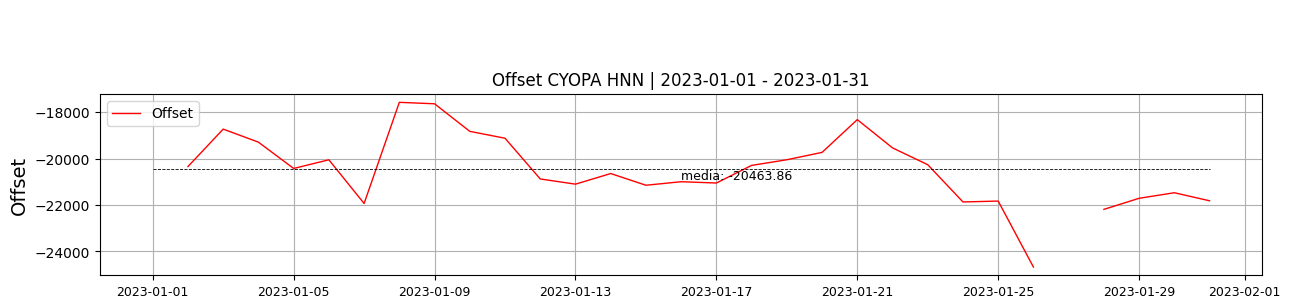 Offset CYOPA HNN | 2023-01-01 - 2023-01-31
Offset
Offset
−18000
−20000
−22000
−24000
media: -20463.86
2023-01-01 2023-01-05 2023-01-09 2023-01-13 2023-01-17 2023-01-21 2023-01-25 2023-01-29 2023-02-01